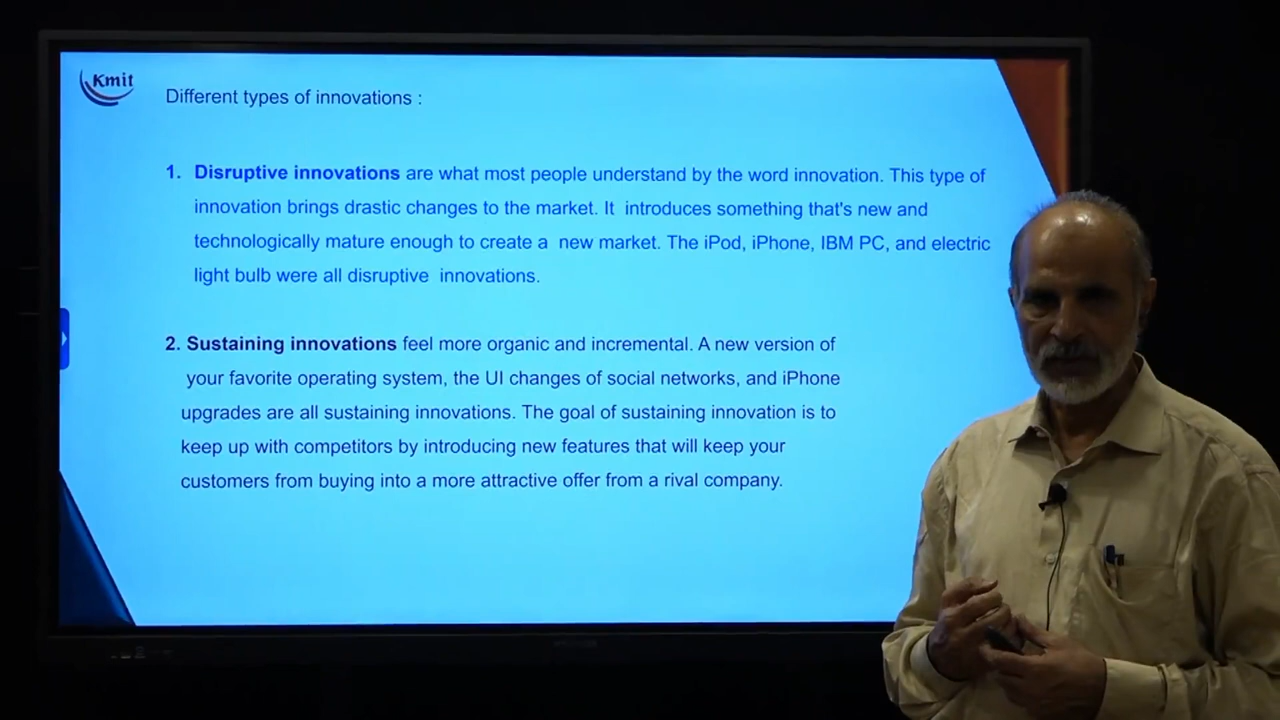 Kmit
Different types of innovations :
1. Disruptive innovations are what most people understand by the word innovation. This type of
innovation brings drastic changes to the market. It introduces something that's new and
technologically mature enough to create a new market. The iPod, iPhone, IBM PC, and electric
light bulb were all disruptive innovations.
2. Sustaining innovations feel more organic and incremental. A new version of
your favorite operating system, the UI changes of social networks, and iPhone
upgrades are all sustaining innovations. The goal of sustaining innovation is to
keep up with competitors by introducing new features that will keep your
customers from buying into a more attractive offer from a rival company.